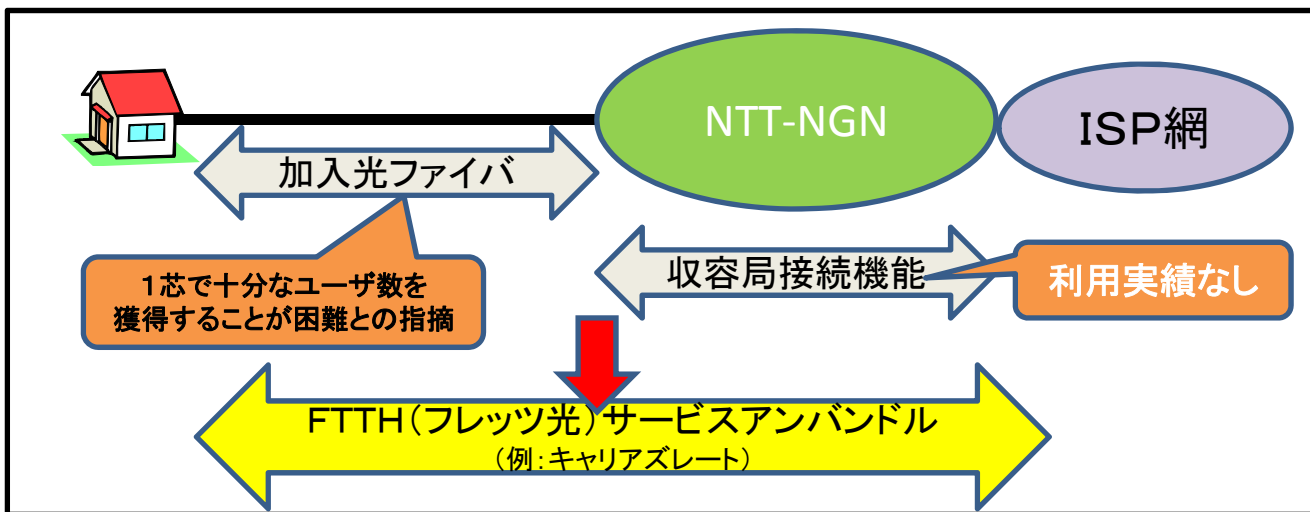 NTT-NGN
ISP網
加入光ファイバ
収容局接続機能
利用実績なし
1芯で十分なユーザ数を
獲得することが困難との指摘
FTTH(フレッツ光)サービスアンバンドル
(例:キャリアズレート)